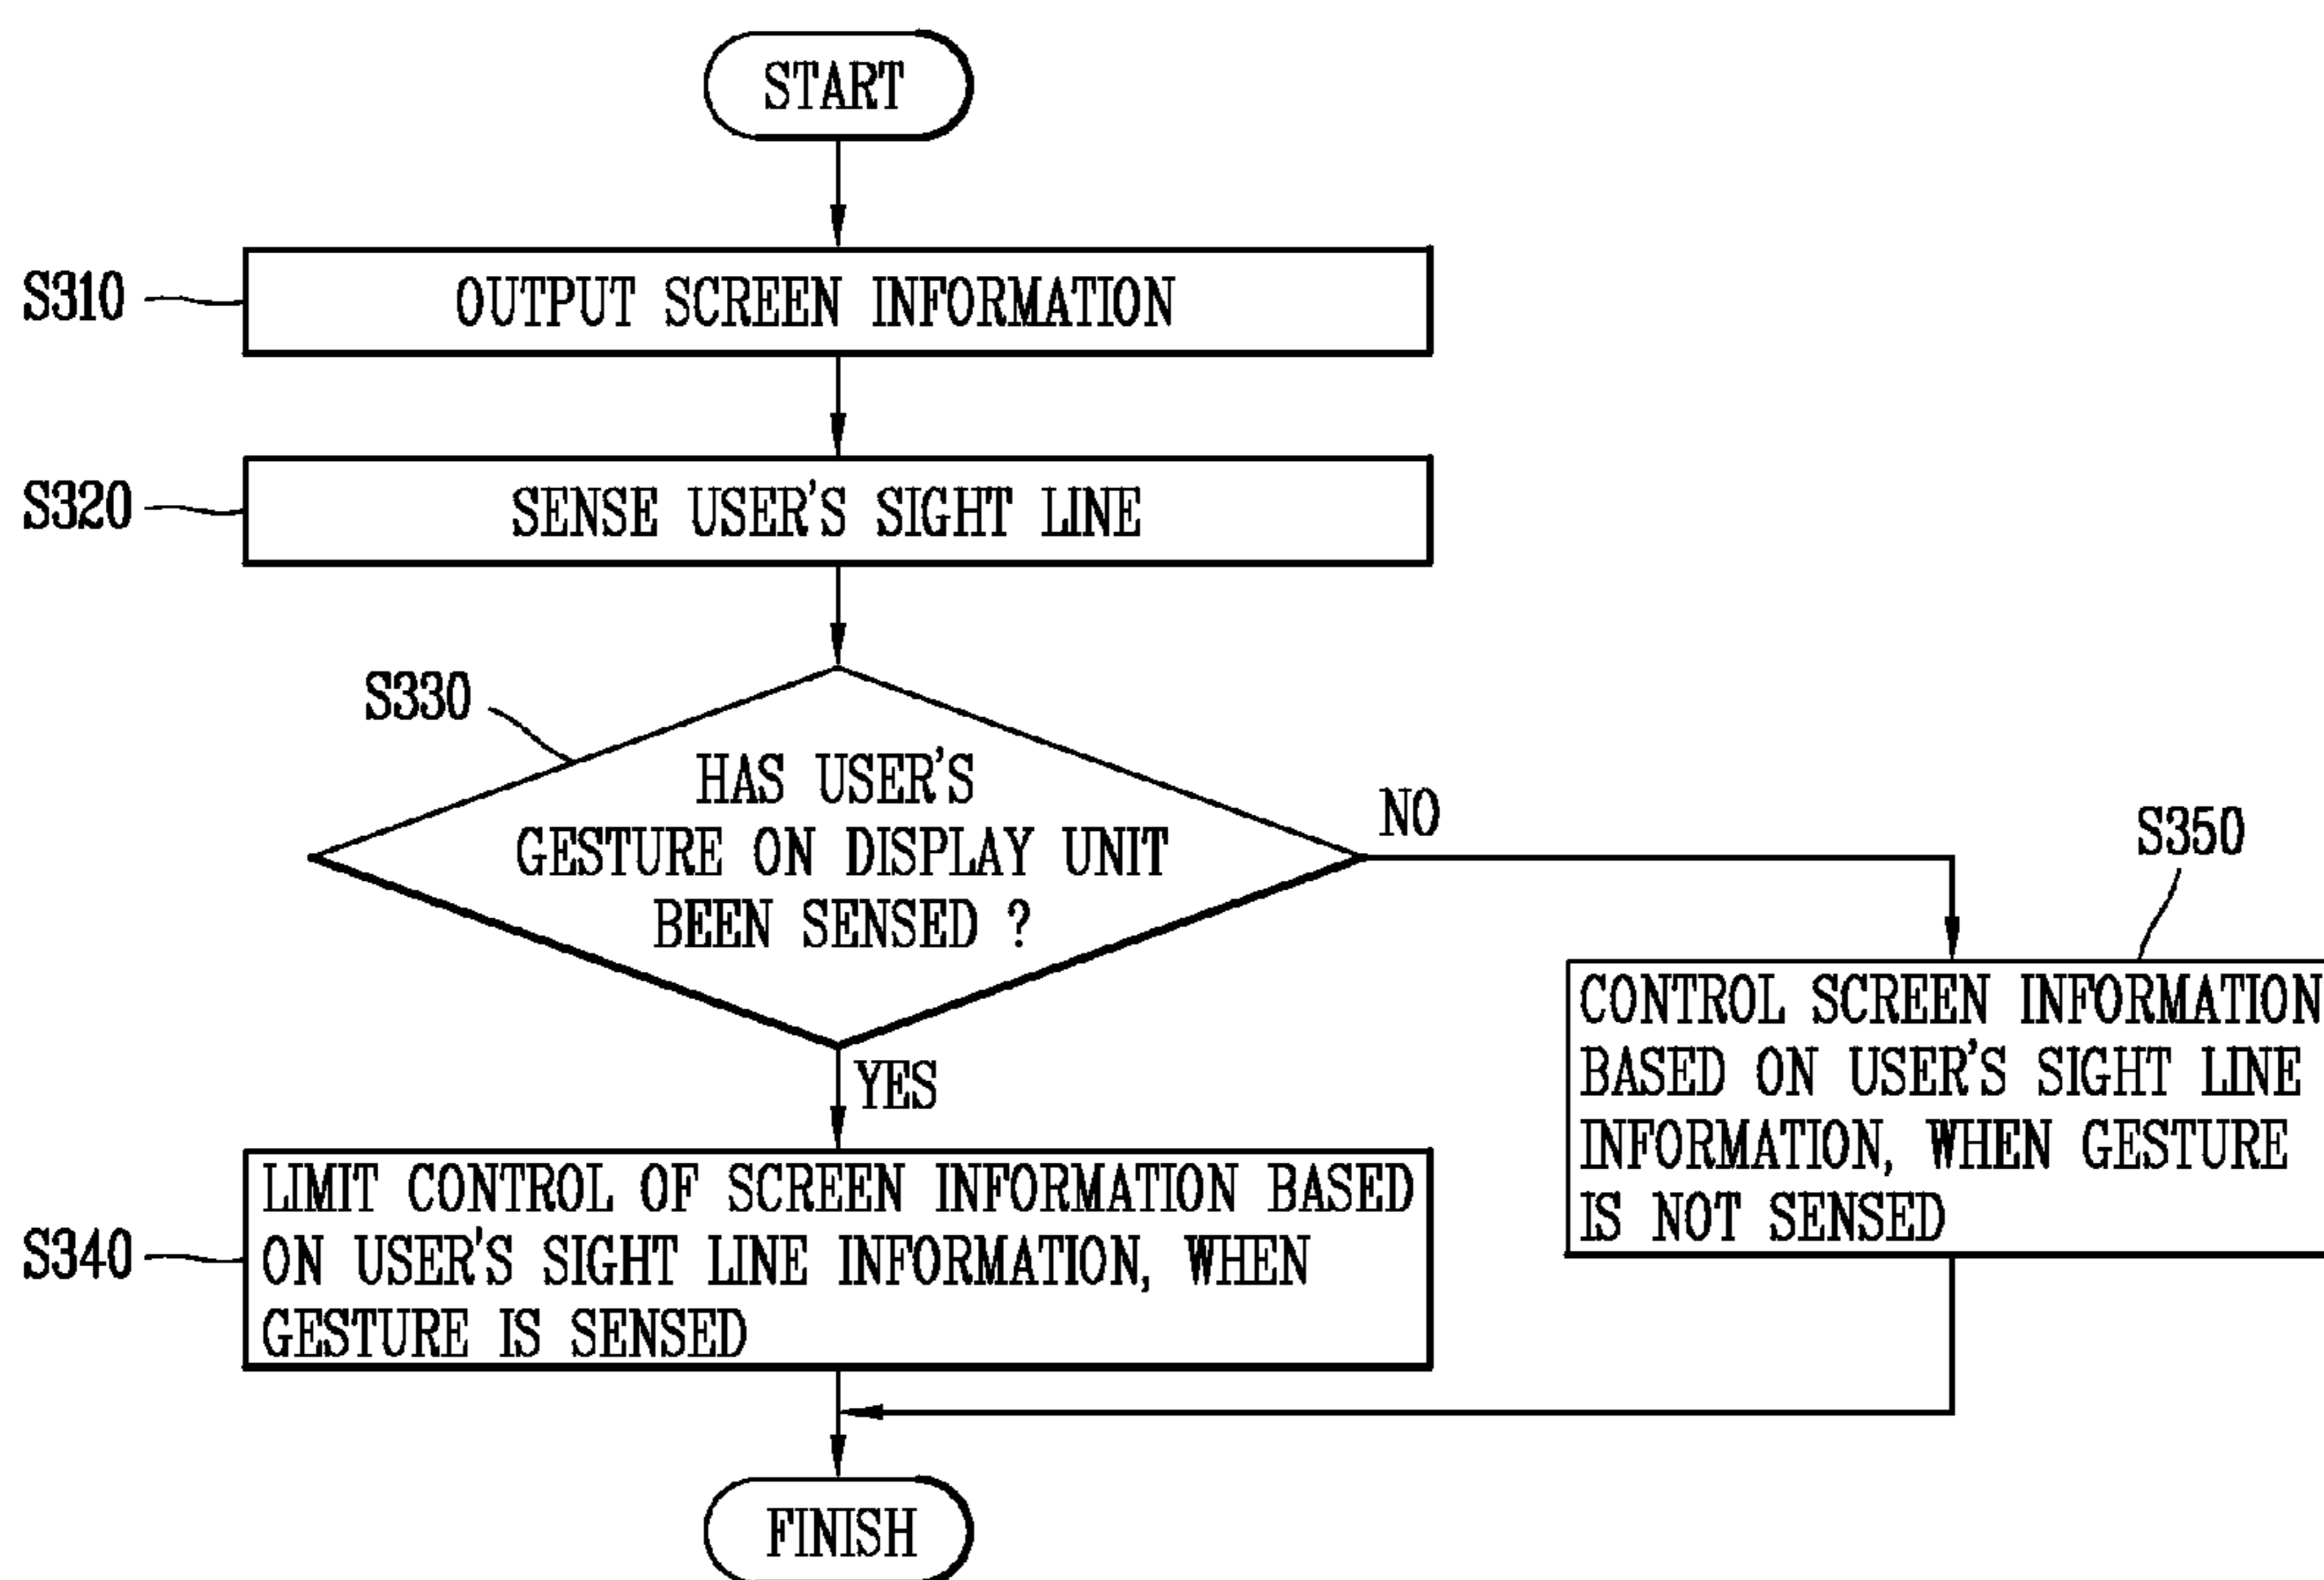 START
S310
OUTPUT SCREEN INFORMATION
S320
SENSE USER'S SIGHT LINE
S330
HAS USER'S
GESTURE ON DISPLAY UNIT
BEEN SENSED ?
NO
S350
CONTROL SCREEN INFORMATION
BASED ON USER'S SIGHT LINE
INFORMATION, WHEN GESTURE
IS NOT SENSED
YES
S340
LIMIT CONTROL OF SCREEN INFORMATION BASED
ON USER'S SIGHT LINE INFORMATION, WHEN
GESTURE IS SENSED
FINISH